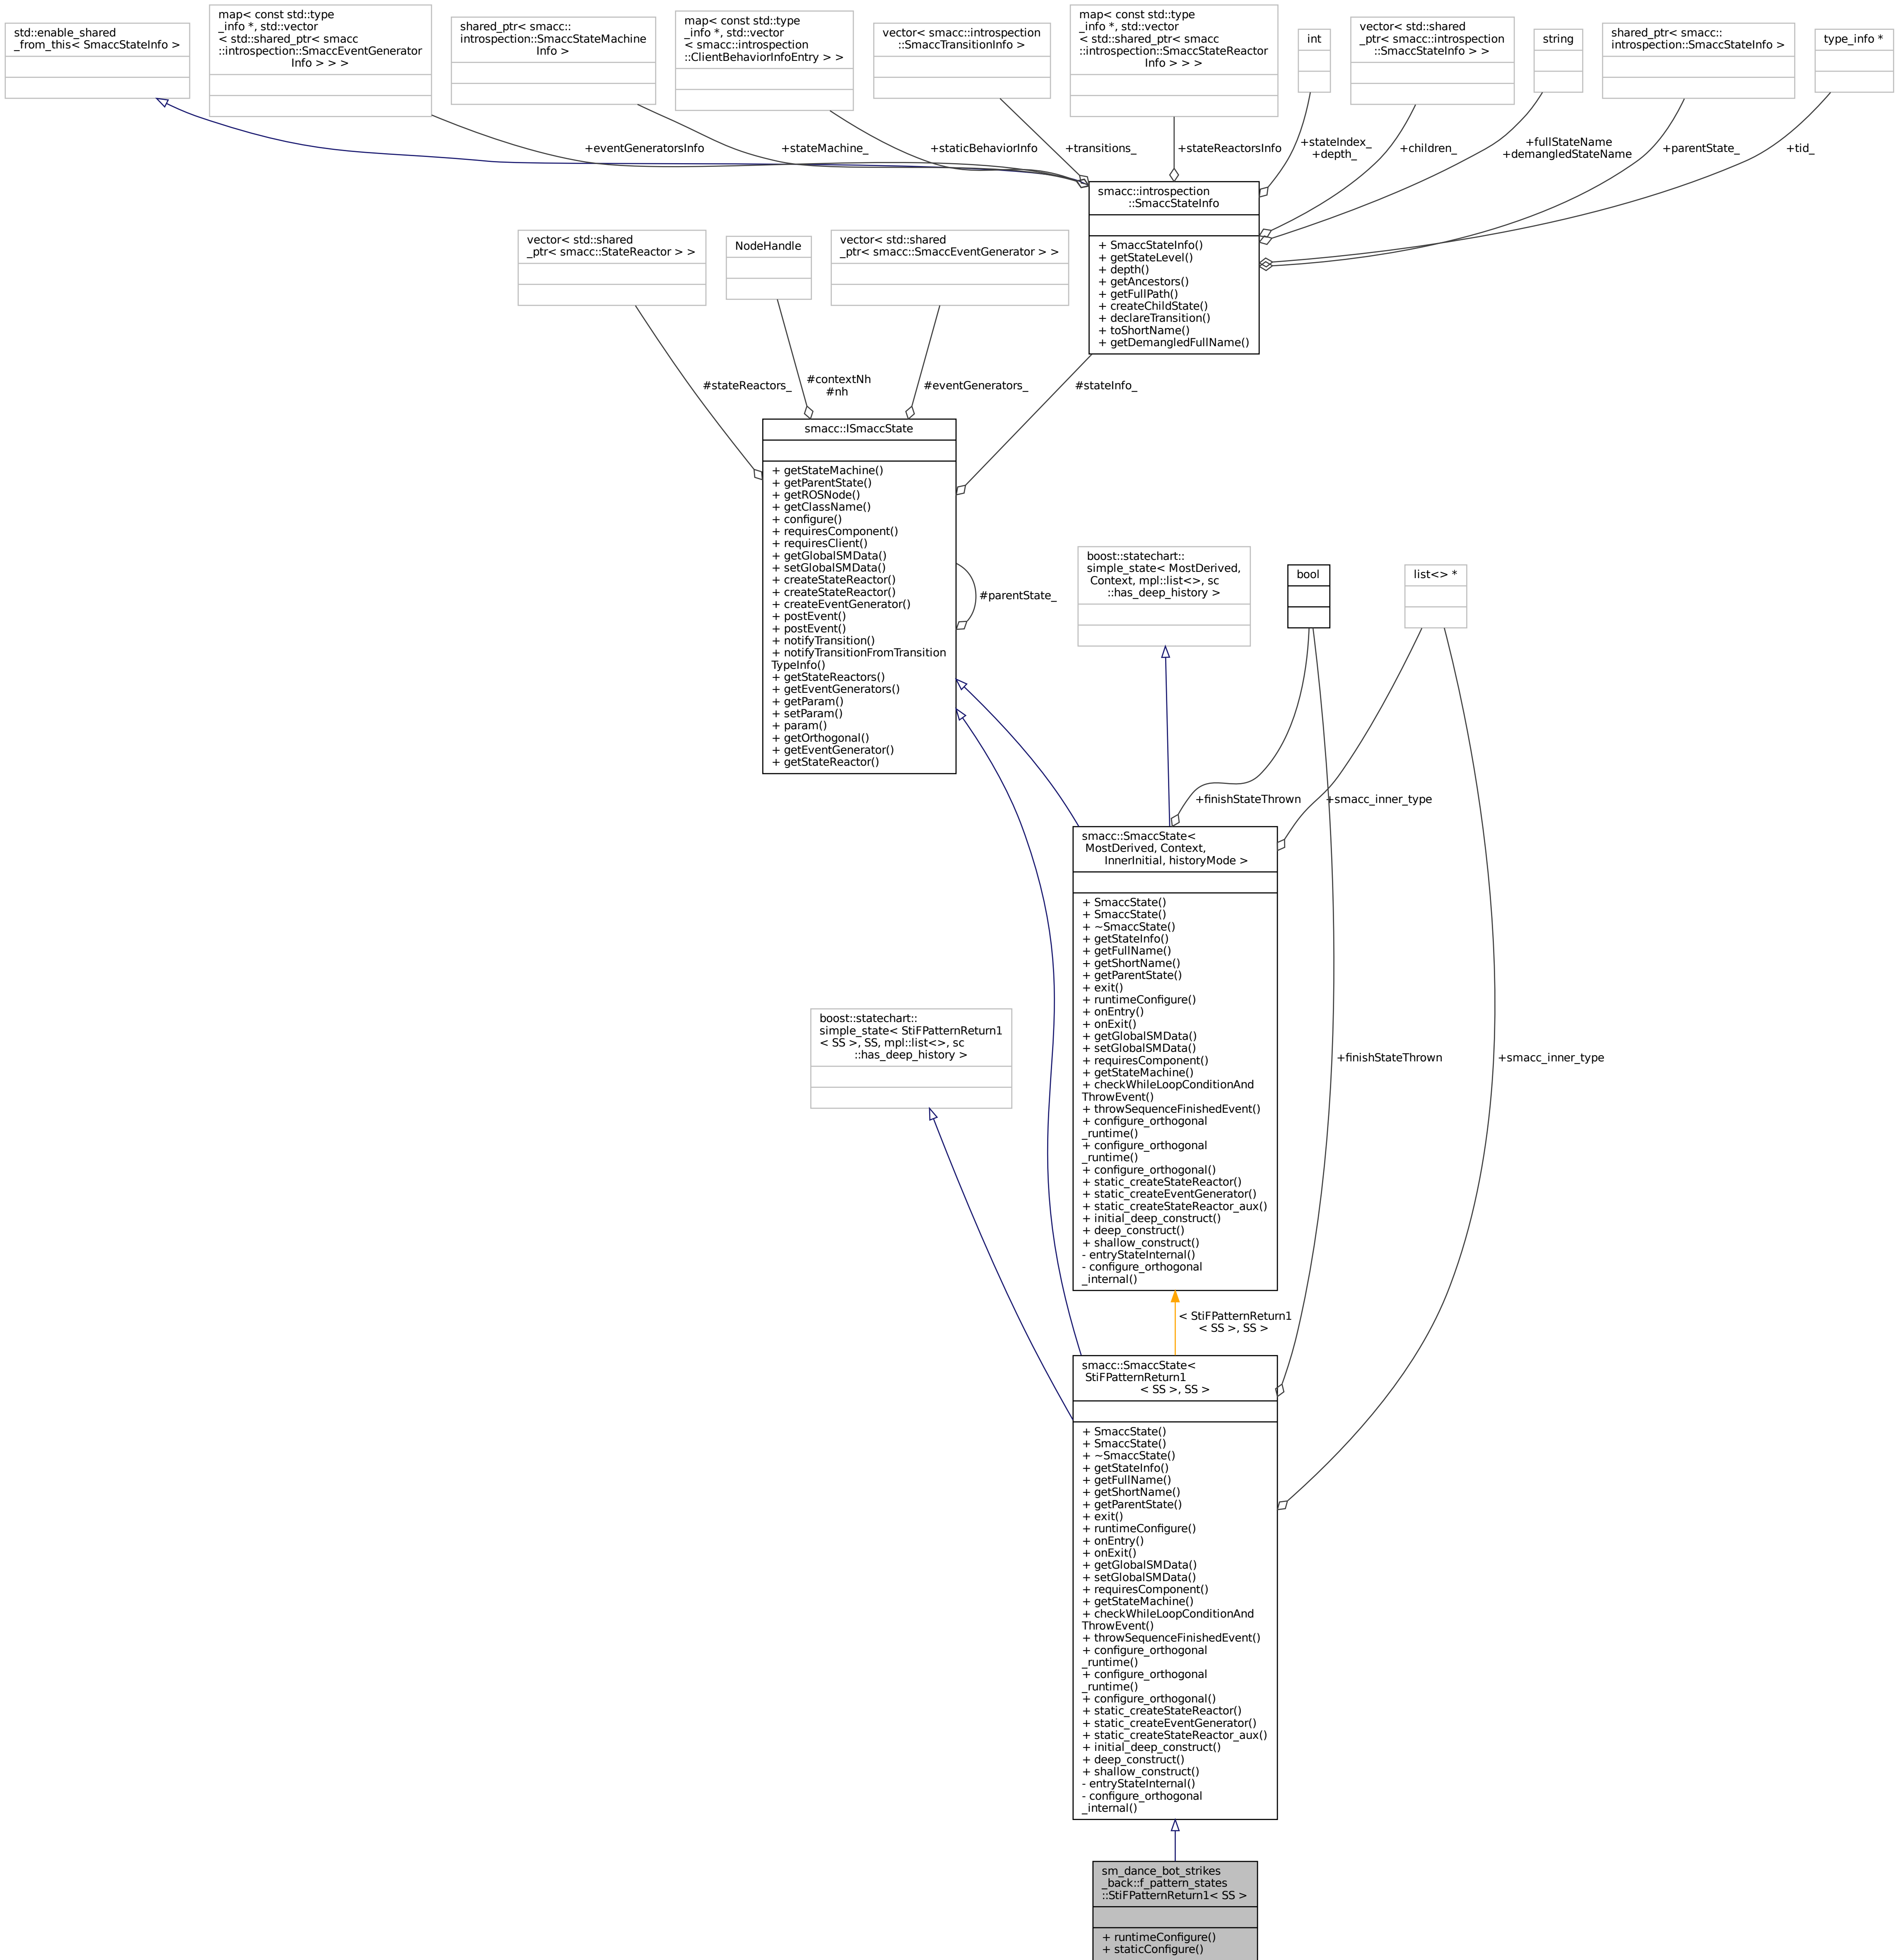 std::enable_shared
_from_this< SmaccStateInfo >
map< const std::type
_info *, std::vector
< std::shared_ptr< smacc
::introspection::SmaccEventGenerator
Info > > >
shared_ptr< smacc::
introspection::SmaccStateMachine
Info >
map< const std::type
_info *, std::vector
< smacc::introspection
::ClientBehaviorInfoEntry > >
vector< smacc::introspection
::SmaccTransitionInfo >
map< const std::type
_info *, std::vector
< std::shared_ptr< smacc
::introspection::SmaccStateReactor
Info > > >
int
vector< std::shared
_ptr< smacc::introspection
::SmaccStateInfo > >
string
shared_ptr< smacc::
introspection::SmaccStateInfo >
type_info *
+eventGeneratorsInfo
+stateMachine_
+staticBehaviorInfo
+transitions_
+stateReactorsInfo
+stateIndex_
+depth_
+children_
+fullStateName
+demangledStateName
+parentState_
+tid_
smacc::introspection
::SmaccStateInfo
+ SmaccStateInfo()
+ getStateLevel()
+ depth()
+ getAncestors()
+ getFullPath()
+ createChildState()
+ declareTransition()
+ toShortName()
+ getDemangledFullName()
vector< std::shared
_ptr< smacc::StateReactor > >
NodeHandle
vector< std::shared
_ptr< smacc::SmaccEventGenerator > >
#stateReactors_
#contextNh
#nh
#eventGenerators_
#stateInfo_
smacc::ISmaccState
+ getStateMachine()
+ getParentState()
+ getROSNode()
+ getClassName()
+ configure()
+ requiresComponent()
+ requiresClient()
+ getGlobalSMData()
+ setGlobalSMData()
+ createStateReactor()
+ createStateReactor()
+ createEventGenerator()
+ postEvent()
+ postEvent()
+ notifyTransition()
+ notifyTransitionFromTransition
TypeInfo()
+ getStateReactors()
+ getEventGenerators()
+ getParam()
+ setParam()
+ param()
+ getOrthogonal()
+ getEventGenerator()
+ getStateReactor()
#parentState_
boost::statechart::
simple_state< MostDerived,
Context, mpl::list<>, sc
::has_deep_history >
bool
list<> *
+finishStateThrown
+smacc_inner_type
smacc::SmaccState<
MostDerived, Context,
InnerInitial, historyMode >
+ SmaccState()
+ SmaccState()
+ ~SmaccState()
+ getStateInfo()
+ getFullName()
+ getShortName()
+ getParentState()
+ exit()
+ runtimeConfigure()
+ onEntry()
+ onExit()
+ getGlobalSMData()
+ setGlobalSMData()
+ requiresComponent()
+ getStateMachine()
+ checkWhileLoopConditionAnd
ThrowEvent()
+ throwSequenceFinishedEvent()
+ configure_orthogonal
_runtime()
+ configure_orthogonal
_runtime()
+ configure_orthogonal()
+ static_createStateReactor()
+ static_createEventGenerator()
+ static_createStateReactor_aux()
+ initial_deep_construct()
+ deep_construct()
+ shallow_construct()
- entryStateInternal()
- configure_orthogonal
_internal()
boost::statechart::
simple_state< StiFPatternReturn1
< SS >, SS, mpl::list<>, sc
::has_deep_history >
+finishStateThrown
+smacc_inner_type
< StiFPatternReturn1
< SS >, SS >
smacc::SmaccState<
StiFPatternReturn1
< SS >, SS >
+ SmaccState()
+ SmaccState()
+ ~SmaccState()
+ getStateInfo()
+ getFullName()
+ getShortName()
+ getParentState()
+ exit()
+ runtimeConfigure()
+ onEntry()
+ onExit()
+ getGlobalSMData()
+ setGlobalSMData()
+ requiresComponent()
+ getStateMachine()
+ checkWhileLoopConditionAnd
ThrowEvent()
+ throwSequenceFinishedEvent()
+ configure_orthogonal
_runtime()
+ configure_orthogonal
_runtime()
+ configure_orthogonal()
+ static_createStateReactor()
+ static_createEventGenerator()
+ static_createStateReactor_aux()
+ initial_deep_construct()
+ deep_construct()
+ shallow_construct()
- entryStateInternal()
- configure_orthogonal
_internal()
sm_dance_bot_strikes
_back::f_pattern_states
::StiFPatternReturn1< SS >
+ runtimeConfigure()
+ staticConfigure()